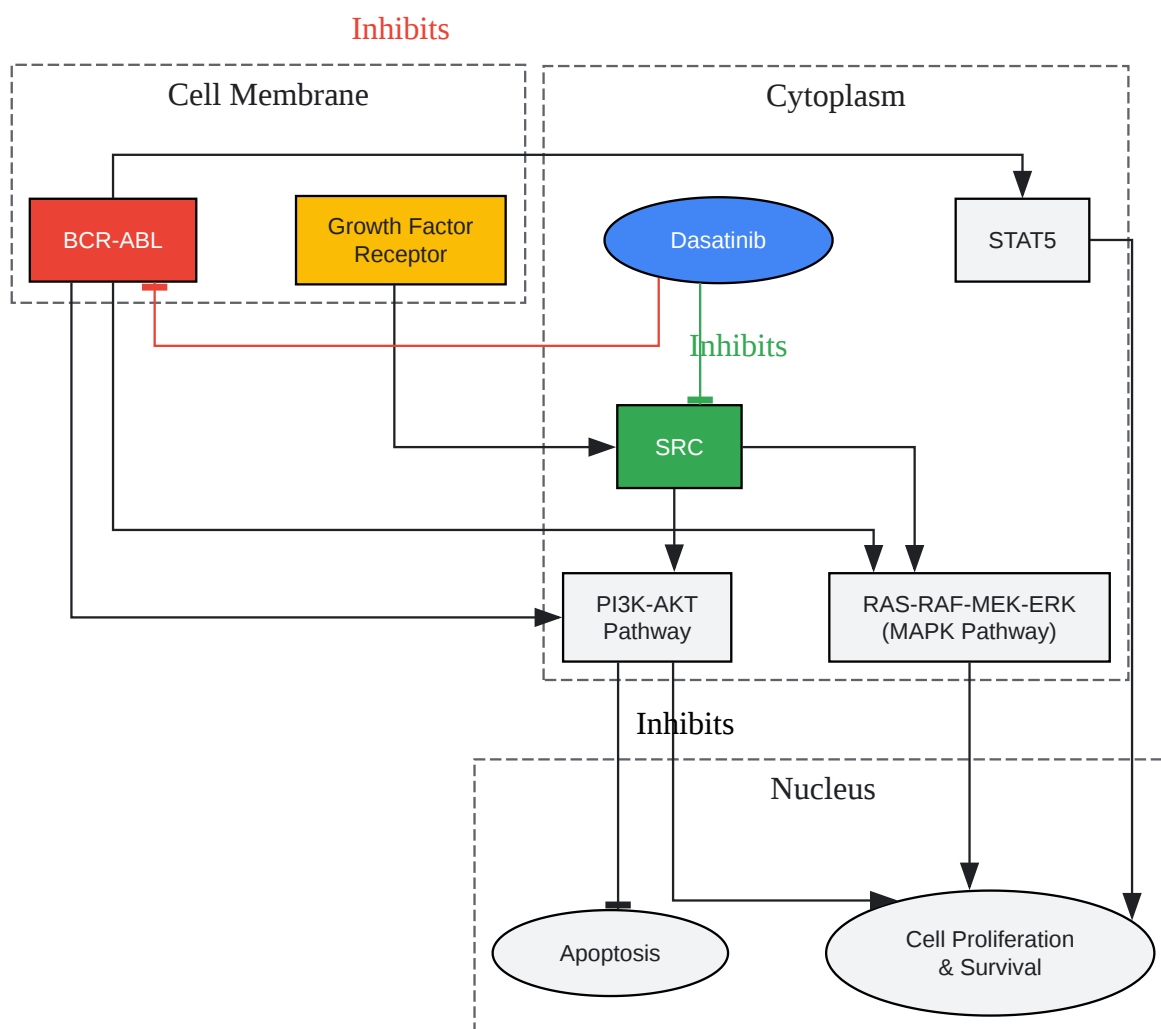 Inhibits
Cell Membrane
Cytoplasm
BCR-ABL
Growth Factor
Receptor
Dasatinib
STAT5
Inhibits
SRC
PI3K-AKT
Pathway
RAS-RAF-MEK-ERK
(MAPK Pathway)
Inhibits
Nucleus
Apoptosis
Cell Proliferation
& Survival